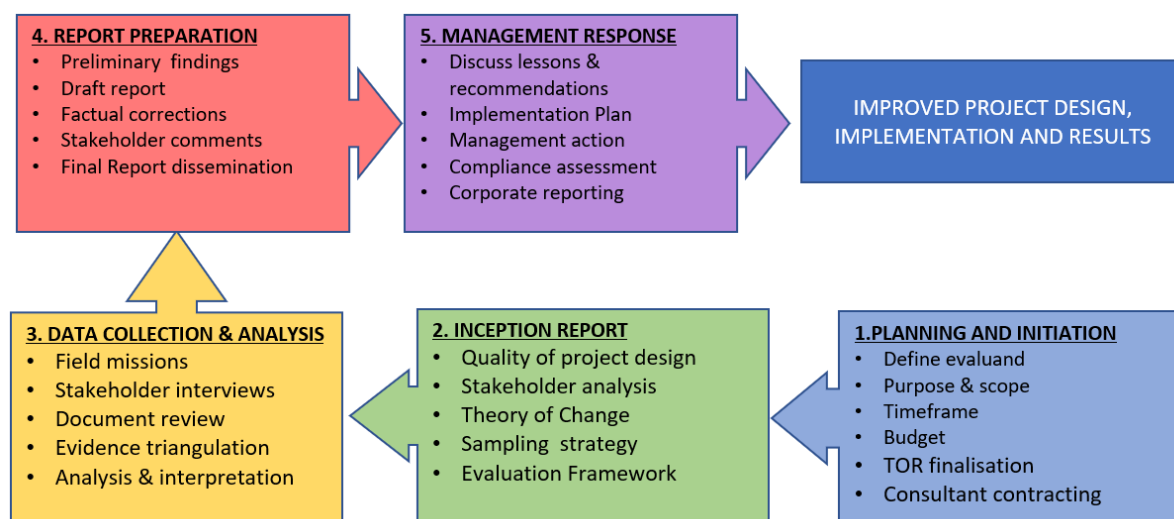 4. REPORT PREPARATION
• Preliminary findings
• Draft report
• Factual corrections
• Stakeholder comments
• Final Report dissemination
5. MANAGEMENT RESPONSE
• Discuss lessons &
recommendations
• Implementation Plan
• Management action
• Compliance assessment
• Corporate reporting
IMPROVED PROJECT DESIGN,
IMPLEMENTATION AND RESULTS
3. DATA COLLECTION & ANALYSIS
• Field missions
• Stakeholder interviews
• Document review
• Evidence triangulation
• Analysis & interpretation
2. INCEPTION REPORT
• Quality of project design
• Stakeholder analysis
• Theory of Change
• Sampling strategy
• Evaluation Framework
1.PLANNING AND INITIATION
• Define evaluand
• Purpose & scope
• Timeframe
• Budget
• TOR finalisation
• Consultant contracting